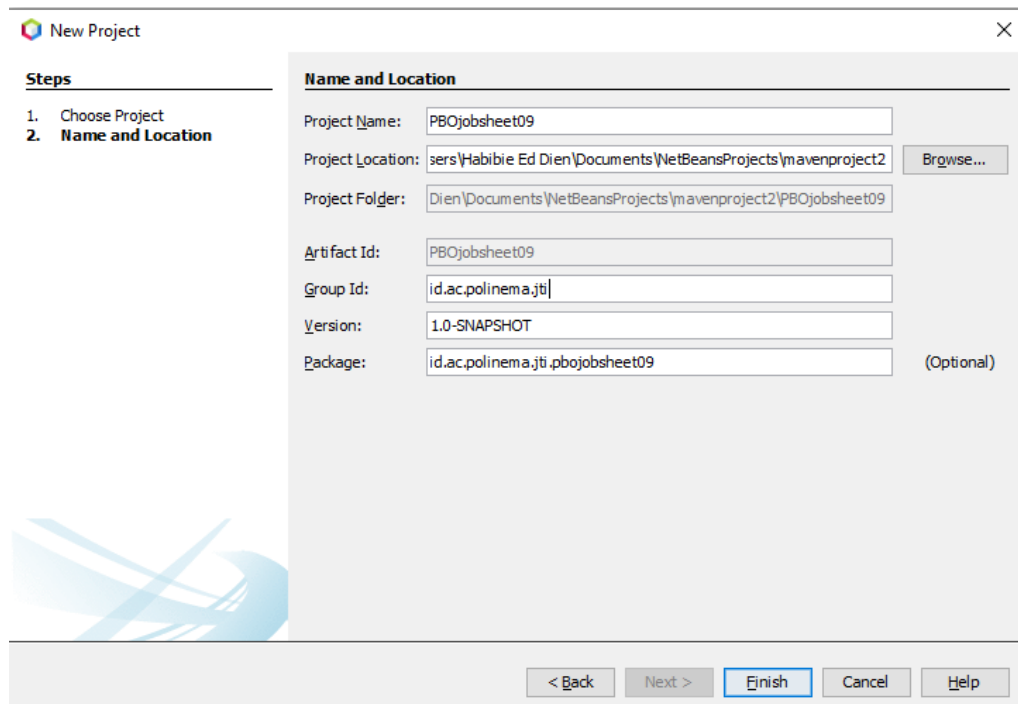 New Project
Steps
1. Choose Project
2. Name and Location
Name and Location
Project Name: PBOjobsheet09
Project Location: sers\Habibie Ed Dien\Documents\NetBeansProjects\mavenproject2 Browse...
Project Folder: Dien\Documents\NetBeansProjects\mavenproject2\PBOjobsheet09
Artifact Id: PBOjobsheet09
Group Id: id.ac.polinema.jti
Version: 1.0-SNAPSHOT
Package: id.ac.polinema.jti.pbojobsheet09 (Optional)
< Back Next > Finish Cancel Help